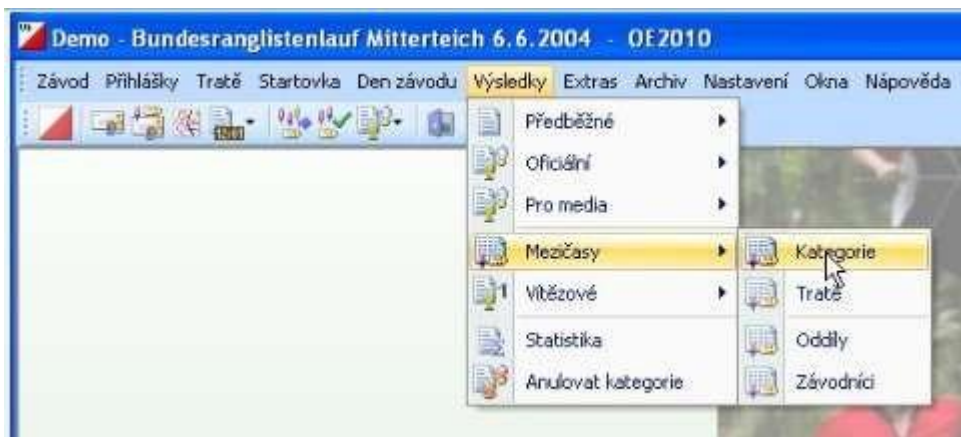 Demo - Bundesranglistenlauf Mitterteich 6.6.2004 - OE2010
Závod Přihlášky Tratě Startovka Den závodu Výsledky Extras Archiv Nastavení Okna Nápověda
Předběžné
Oficiální
Pro media
Mezičasy
Kategorie
Vítězové
Tratě
Statistika
Oddíly
Anulovat kategorie
Závodníci